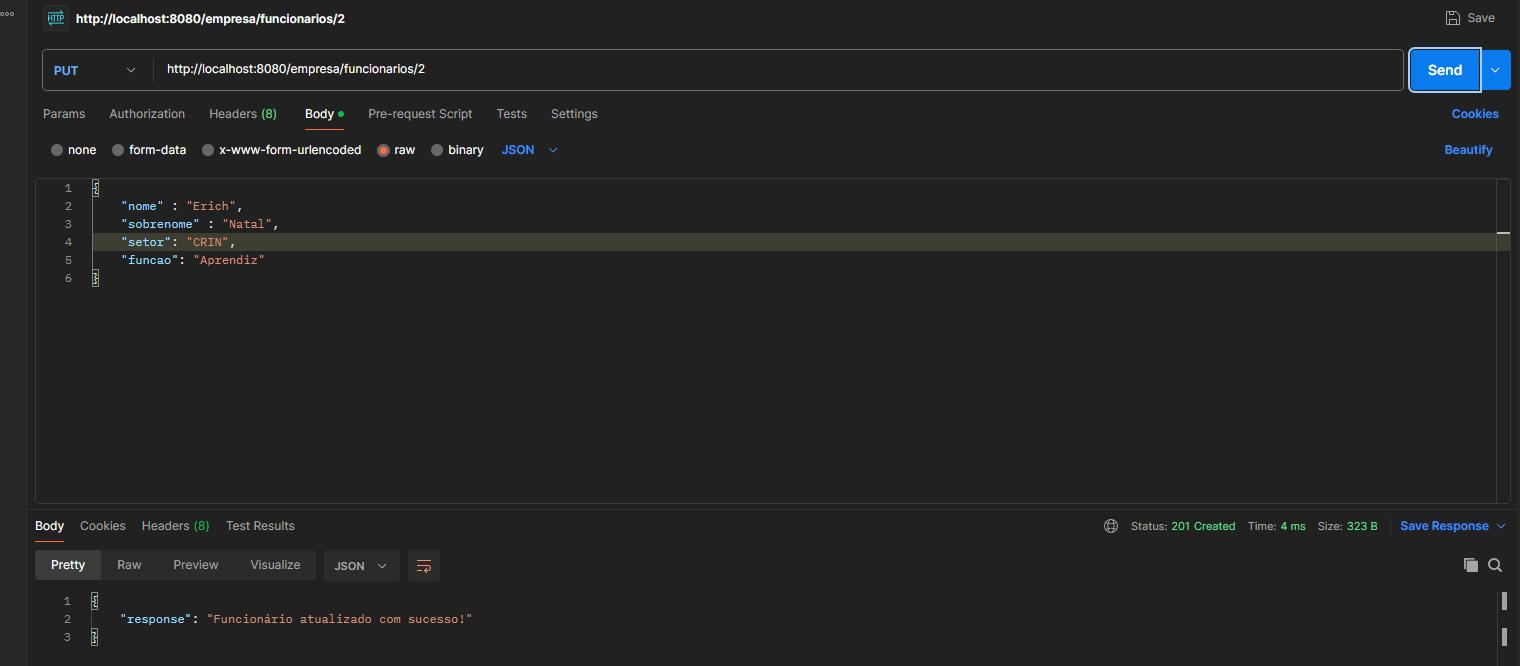 HTTP http://localhost:8080/empresa/funcionarios/2 Save
PUT http://localhost:8080/empresa/funcionarios/2 Send
Params Authorization Headers (8) Body Pre-request Script Tests Settings Cookies
none form-data x-www-form-urlencoded raw binary JSON Beautify
1 {
2 "nome" : "Erich",
3 "sobrenome" : "Natal",
4 "setor": "CRIN",
5 "funcao": "Aprendiz"
6 }
Body Cookies Headers (8) Test Results Status: 201 Created Time: 4 ms Size: 323 B Save Response
Pretty Raw Preview Visualize JSON
1 {
2 "response": "Funcionário atualizado com sucesso!"
3 }